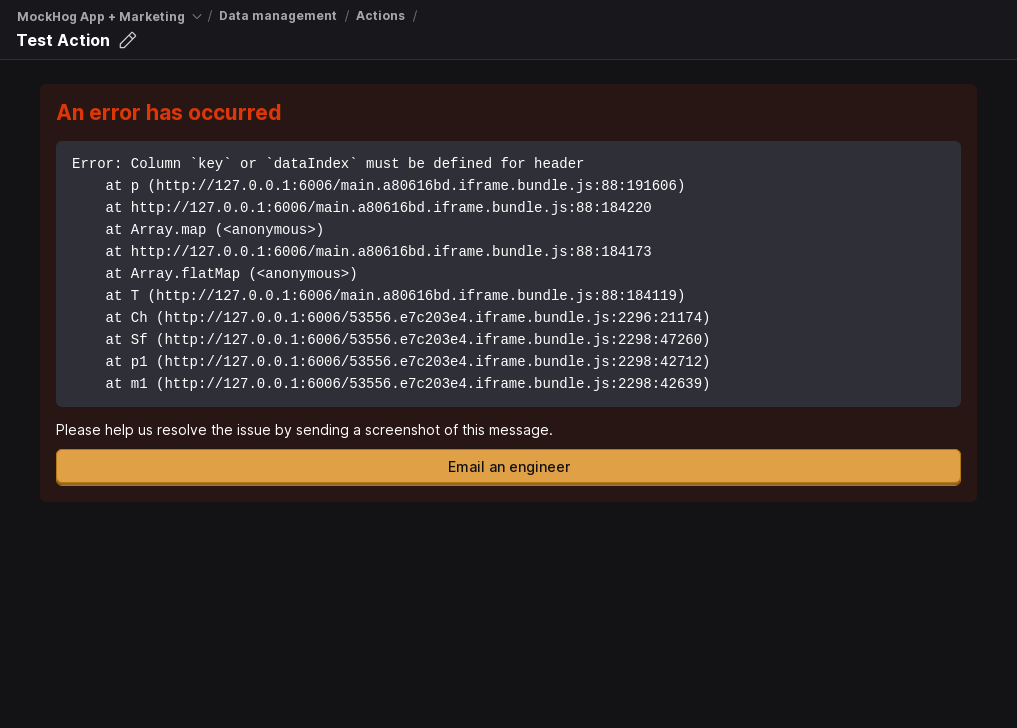 MockHog App + Marketing / Data management / Actions /
Test Action
An error has occurred
Error: Column `key` or `dataIndex` must be defined for header
    at p (http://127.0.0.1:6006/main.a80616bd.iframe.bundle.js:88:191606)
    at http://127.0.0.1:6006/main.a80616bd.iframe.bundle.js:88:184220
    at Array.map (<anonymous>)
    at http://127.0.0.1:6006/main.a80616bd.iframe.bundle.js:88:184173
    at Array.flatMap (<anonymous>)
    at T (http://127.0.0.1:6006/main.a80616bd.iframe.bundle.js:88:184119)
    at Ch (http://127.0.0.1:6006/53556.e7c203e4.iframe.bundle.js:2296:21174)
    at Sf (http://127.0.0.1:6006/53556.e7c203e4.iframe.bundle.js:2298:47260)
    at p1 (http://127.0.0.1:6006/53556.e7c203e4.iframe.bundle.js:2298:42712)
    at m1 (http://127.0.0.1:6006/53556.e7c203e4.iframe.bundle.js:2298:42639)
Please help us resolve the issue by sending a screenshot of this message.
Email an engineer